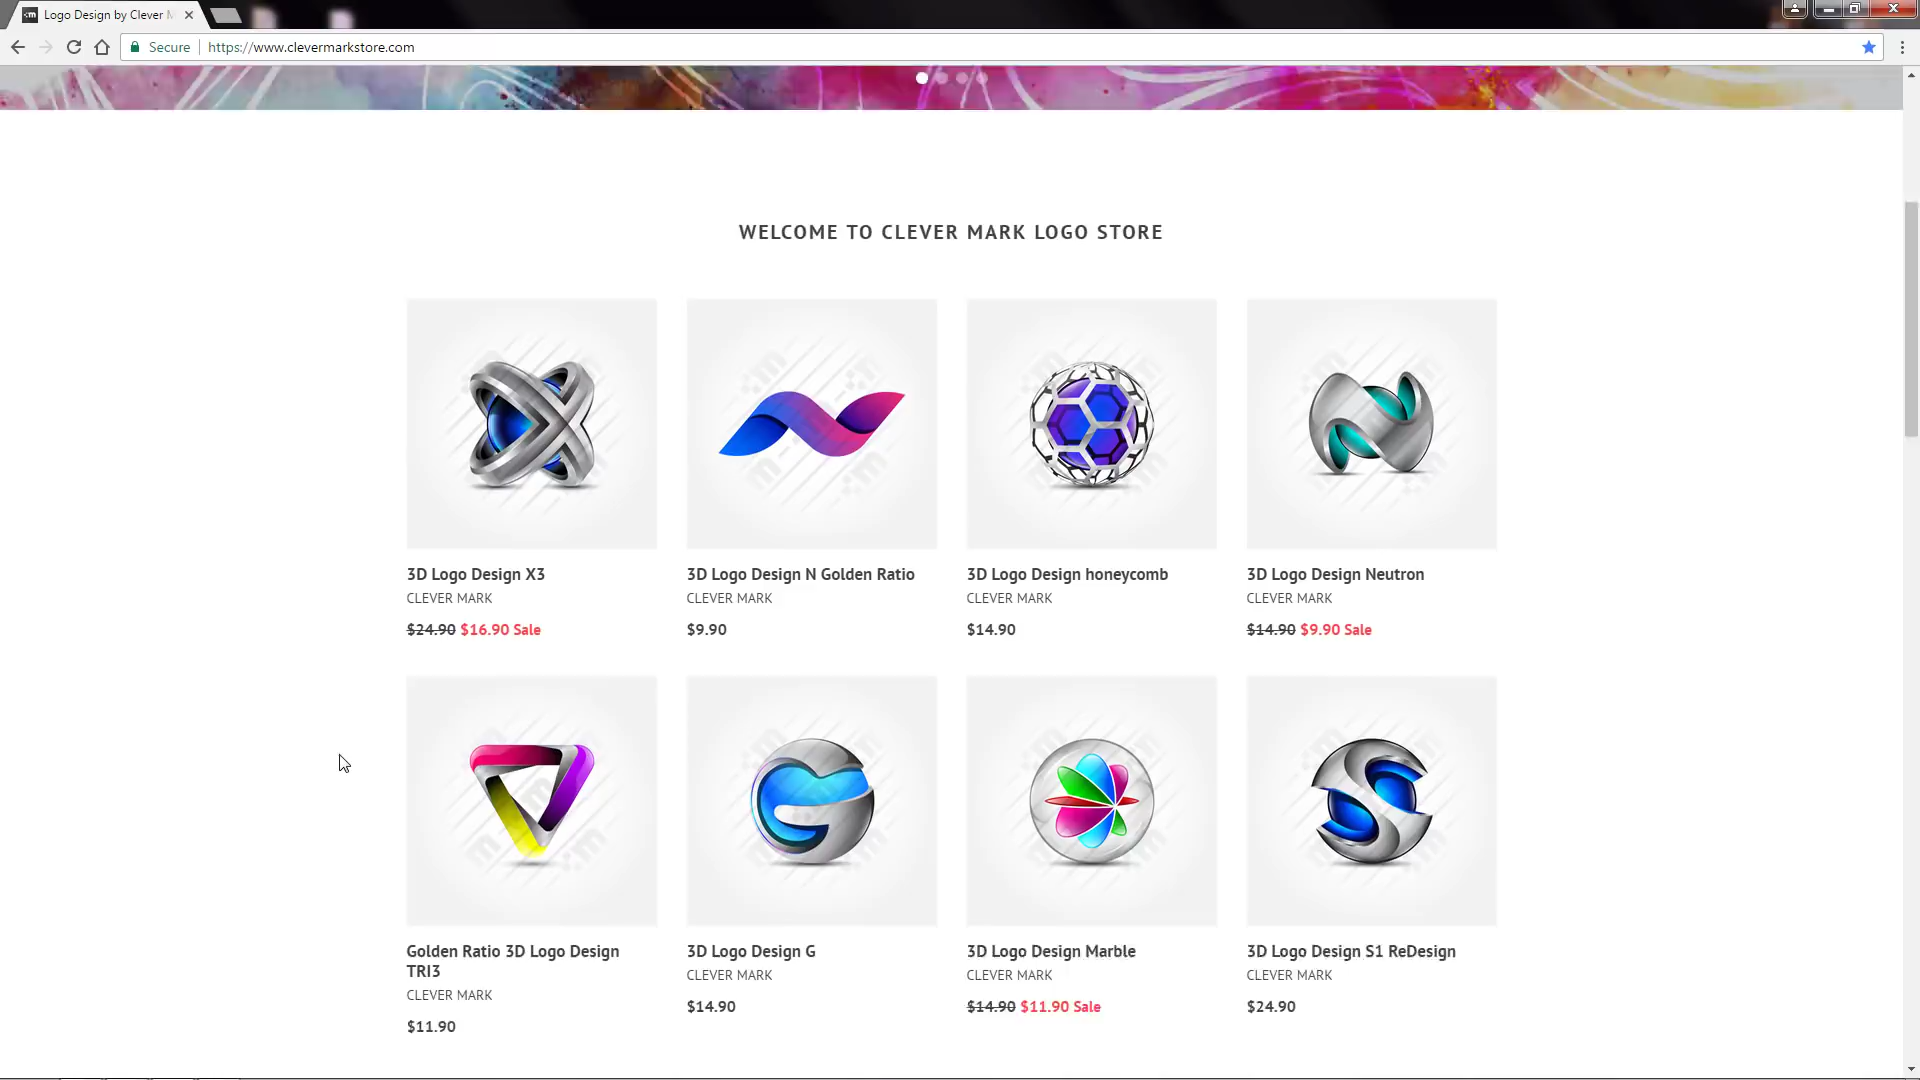 Logo Design by Clever M
Secure
https://www.clevermarkstore.com
WELCOME TO CLEVER MARK LOGO STORE
3D Logo Design X3
CLEVER MARK
$24.90 $16.90 Sale
3D Logo Design N Golden Ratio
CLEVER MARK
$9.90
3D Logo Design honeycomb
CLEVER MARK
$14.90
3D Logo Design Neutron
CLEVER MARK
$14.90 $9.90 Sale
Golden Ratio 3D Logo Design
TRI3
CLEVER MARK
$11.90
3D Logo Design G
CLEVER MARK
$14.90
3D Logo Design Marble
CLEVER MARK
$14.90 $11.90 Sale
3D Logo Design S1 ReDesign
CLEVER MARK
$24.90